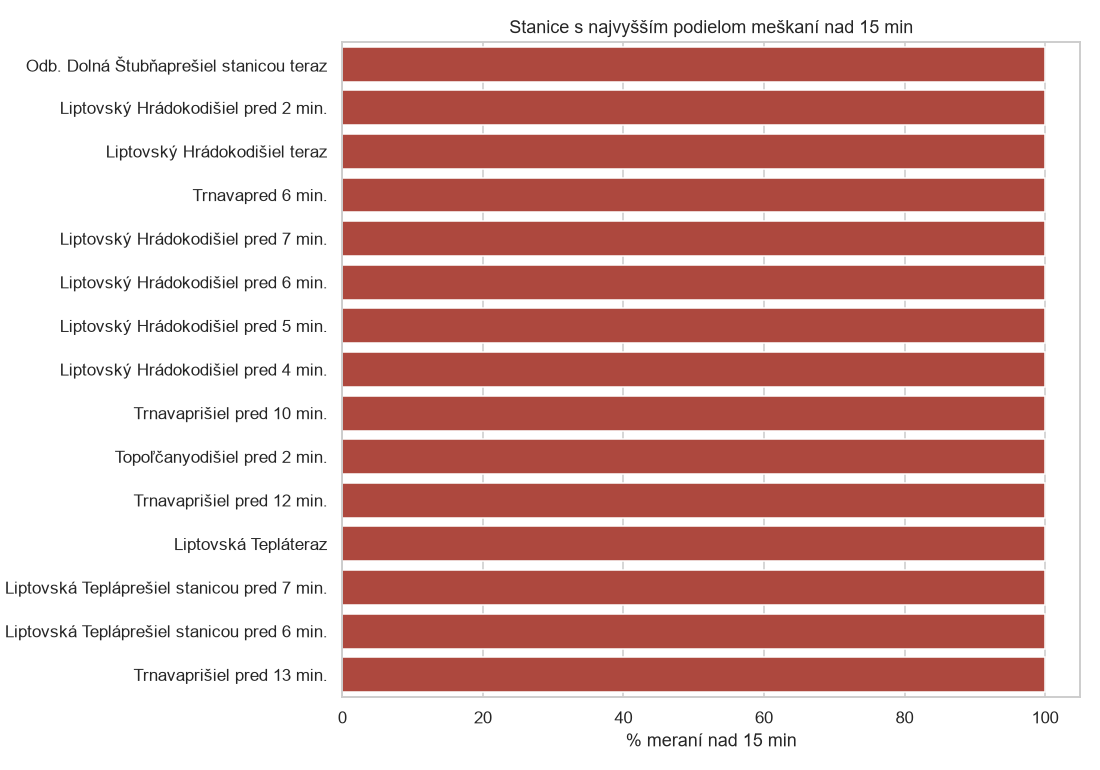 Stanice s najvyšším podielom meškaní nad 15 min
Odb. Dolná Štubňaprešiel stanicou teraz
Liptovský Hrádokodišiel pred 2 min.
Liptovský Hrádokodišiel teraz
Trnavapred 6 min.
Liptovský Hrádokodišiel pred 7 min.
Liptovský Hrádokodišiel pred 6 min.
Liptovský Hrádokodišiel pred 5 min.
Liptovský Hrádokodišiel pred 4 min.
Trnavaprišiel pred 10 min.
Topoľčanyodišiel pred 2 min.
Trnavaprišiel pred 12 min.
Liptovská Tepláteraz
Liptovská Tepláprešiel stanicou pred 7 min.
Liptovská Tepláprešiel stanicou pred 6 min.
Trnavaprišiel pred 13 min.
0 20 40 60 80 100
% meraní nad 15 min